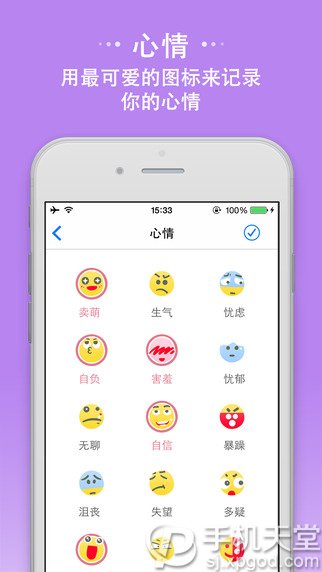 心情
用最可爱的图标来记录
你的心情
15:33
100%
心情
卖萌
生气
忧虑
自负
害羞
忧郁
无聊
自信
暴躁
沮丧
失望
多疑
手机天堂
sjxpgod.com